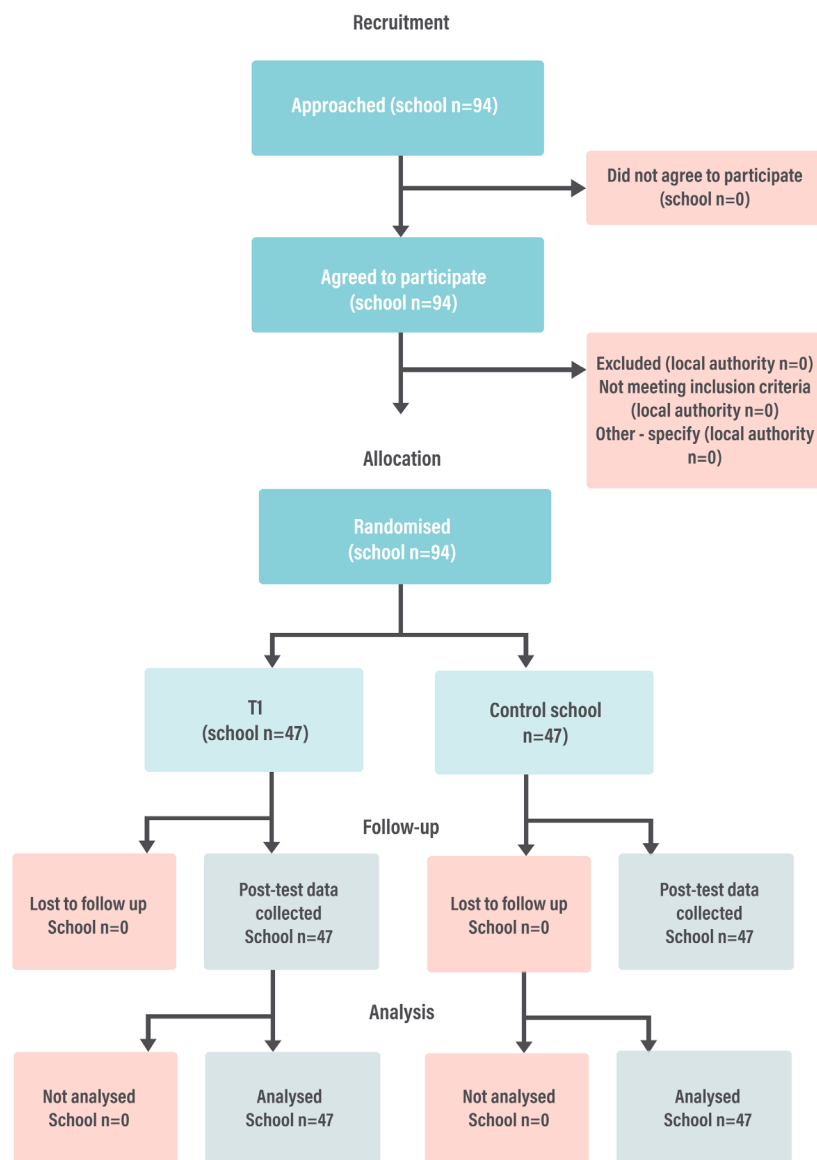 Recruitment
Approached (school n=94)
Did not agree to participate
(school n=0)
Agreed to participate
(school n=94)
Excluded (local authority n=0)
Not meeting inclusion criteria
(local authority n=0)
Other - specify (local authority
n=0)
Allocation
Randomised
(school n=94)
T1
(school n=47)
Control school
n=47)
Follow-up
Lost to follow up
School n=0
Post-test data
collected
School n=47
Lost to follow up
School n=0
Post-test data
collected
School n=47
Analysis
Not analysed
School n=0
Analysed
School n=47
Not analysed
School n=0
Analysed
School n=47